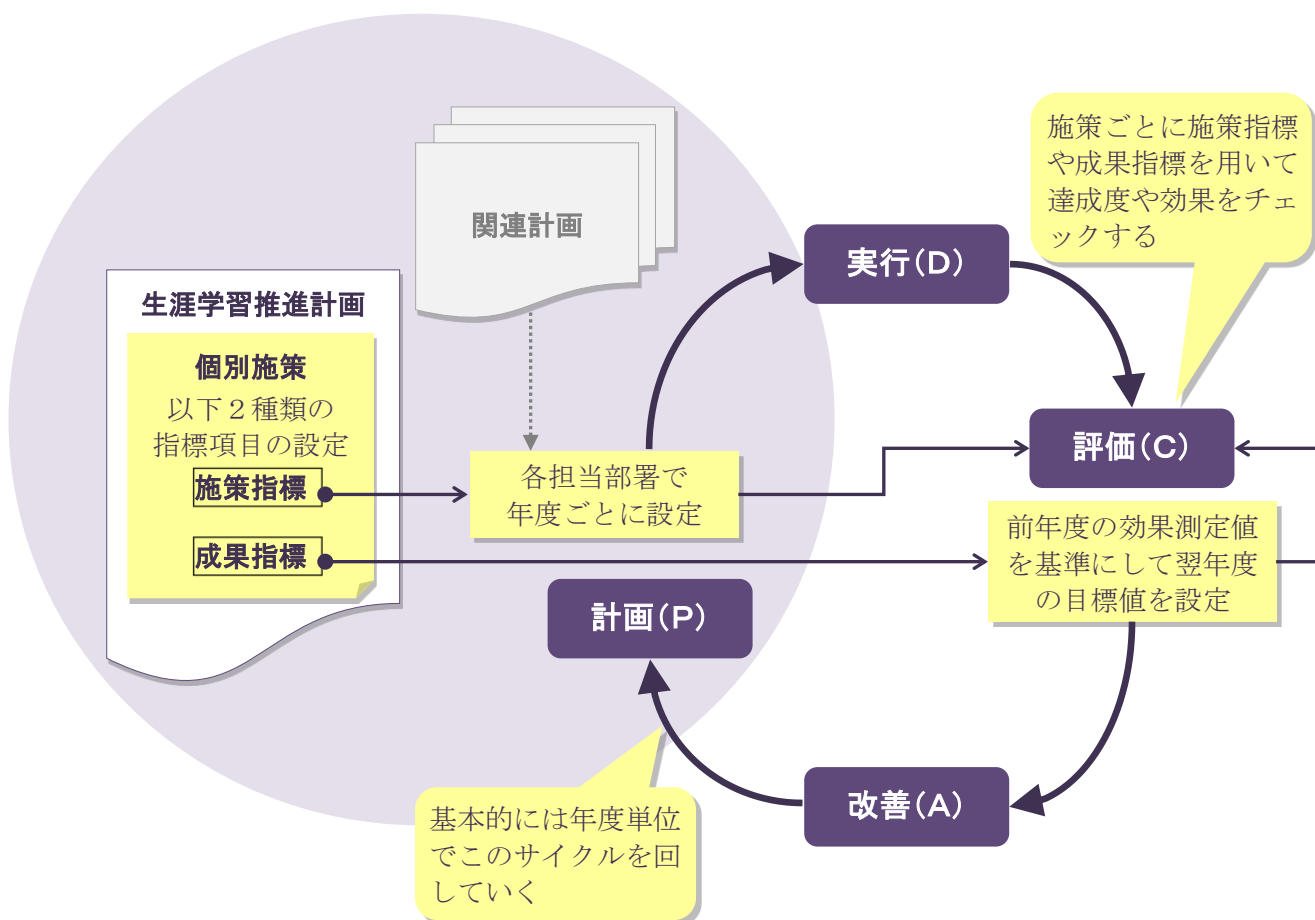 関連計画
生涯学習推進計画
個別施策
以下２種類の
指標項目の設定
施策指標
成果指標
各担当部署で
年度ごとに設定
計画(P)
実行(D)
施策ごとに施策指標
や成果指標を用いて
達成度や効果をチェ
ックする
評価(C)
前年度の効果測定値
を基準にして翌年度
の目標値を設定
改善(A)
基本的には年度単位
でこのサイクルを回
していく